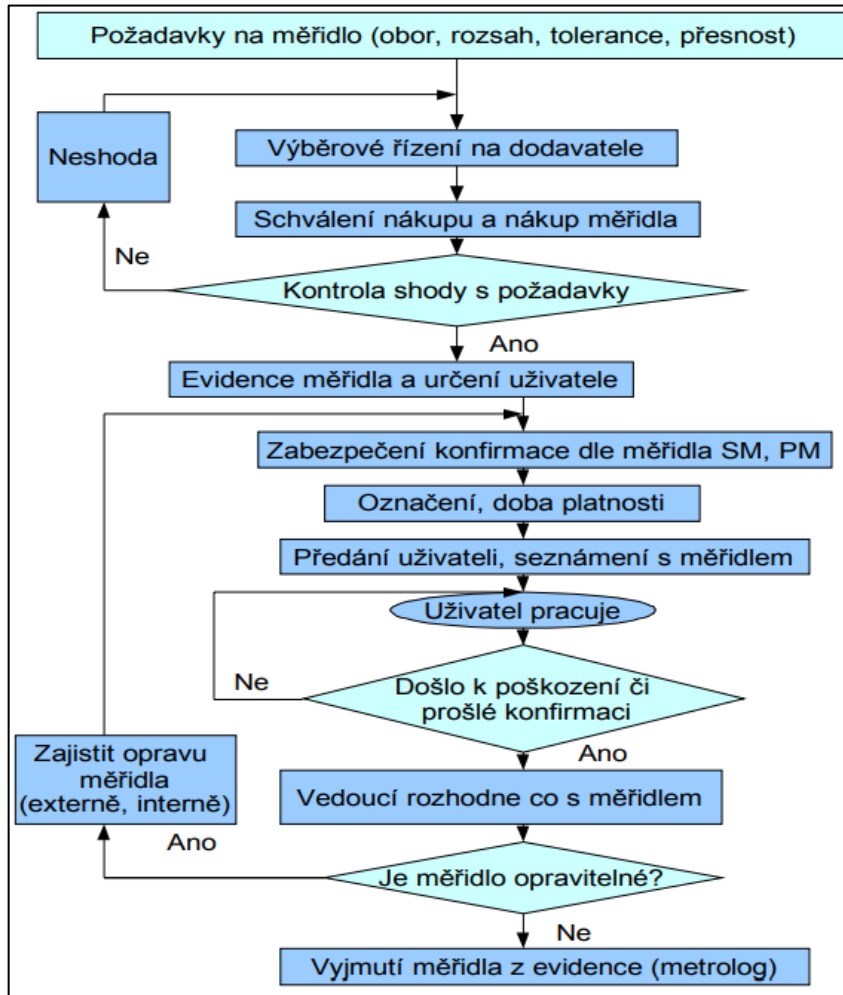 Požadavky na měřidlo (obor, rozsah, tolerance, přesnost)
Neshoda
Výběrové řízení na dodavatele
Schválení nákupu a nákup měřidla
Ne
Kontrola shody s požadavky
Ano
Evidence měřidla a určení uživatele
Zabezpečení konfirmace dle měřidla SM, PM
Označení, doba platnosti
Předání uživateli, seznámení s měřidlem
Uživatel pracuje
Ne
Došlo k poškození či
prošlé konfirmaci
Ano
Zajistit opravu
měřidla
(externě, interně)
Vedoucí rozhodne co s měřidlem
Ano
Je měřidlo opravitelné?
Ne
Vyjmutí měřidla z evidence (metrolog)